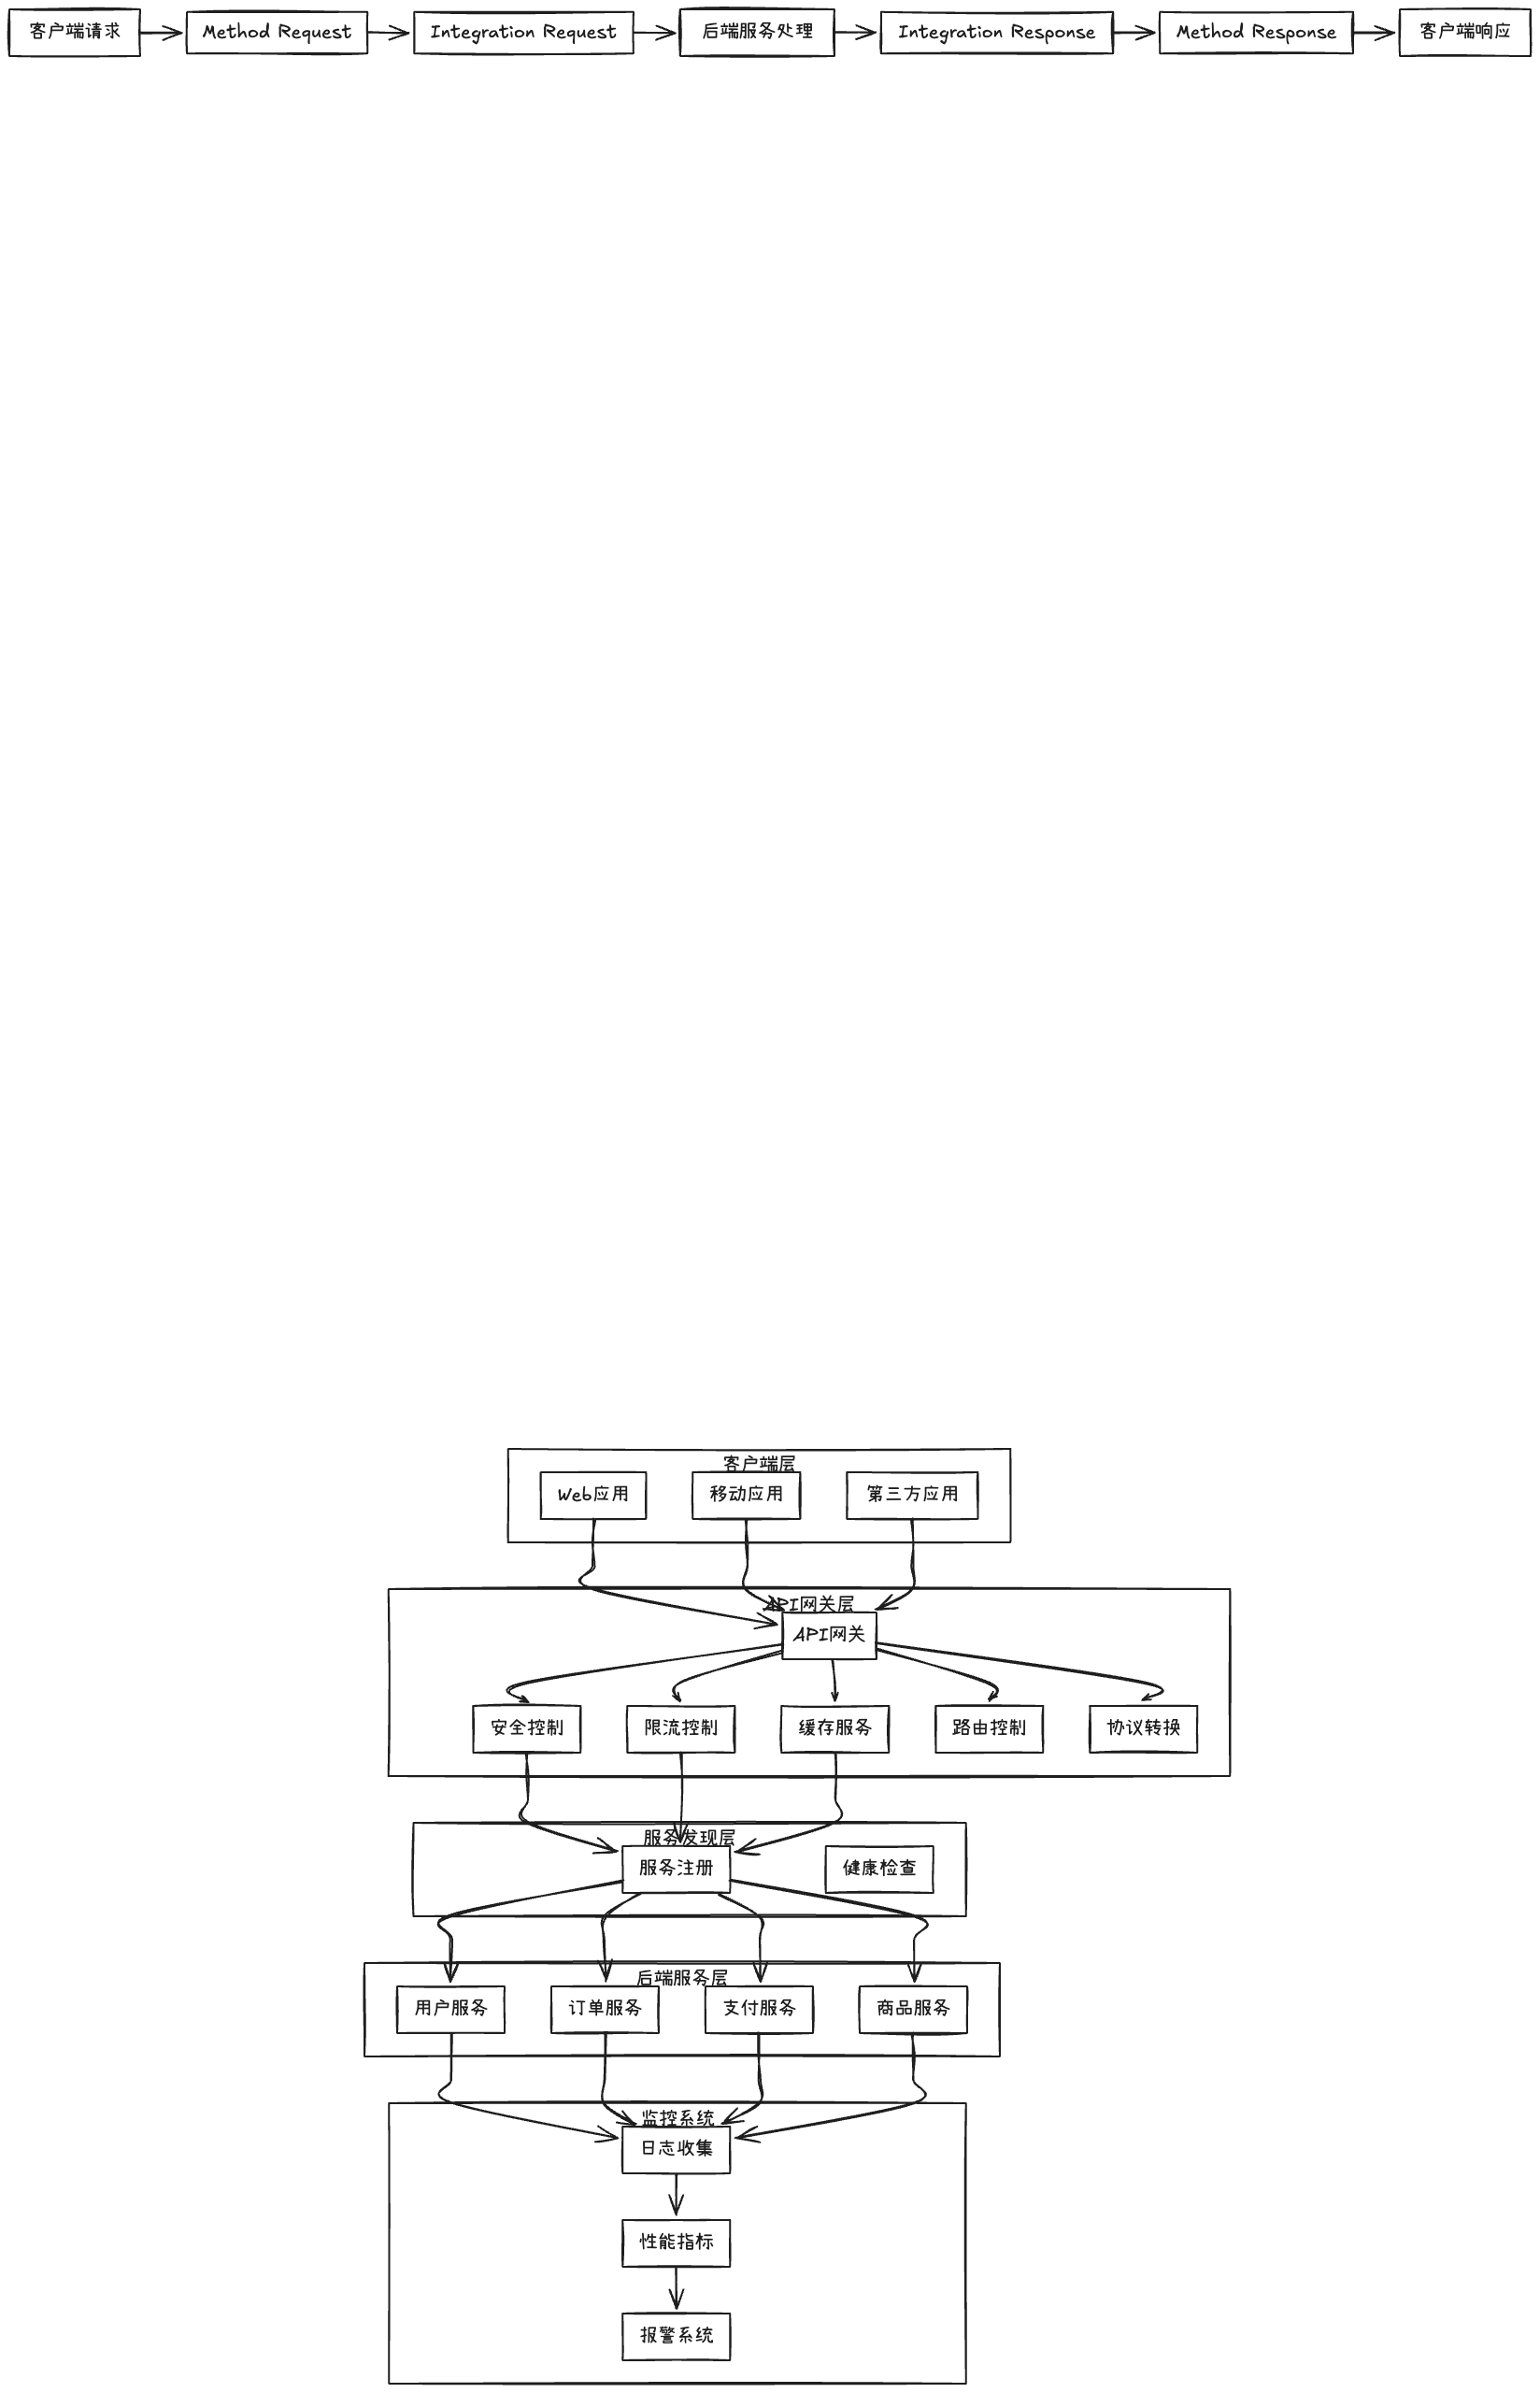 客户端请求
Method Request
Integration Request
后端服务处理
Integration Response
Method Response
客户端响应
客户端层
Web应用
移动应用
第三方应用
API网关层
API网关
安全控制
限流控制
缓存服务
路由控制
协议转换
服务发现层
服务注册
健康检查
后端服务层
用户服务
订单服务
支付服务
商品服务
监控系统
日志收集
性能指标
报警系统